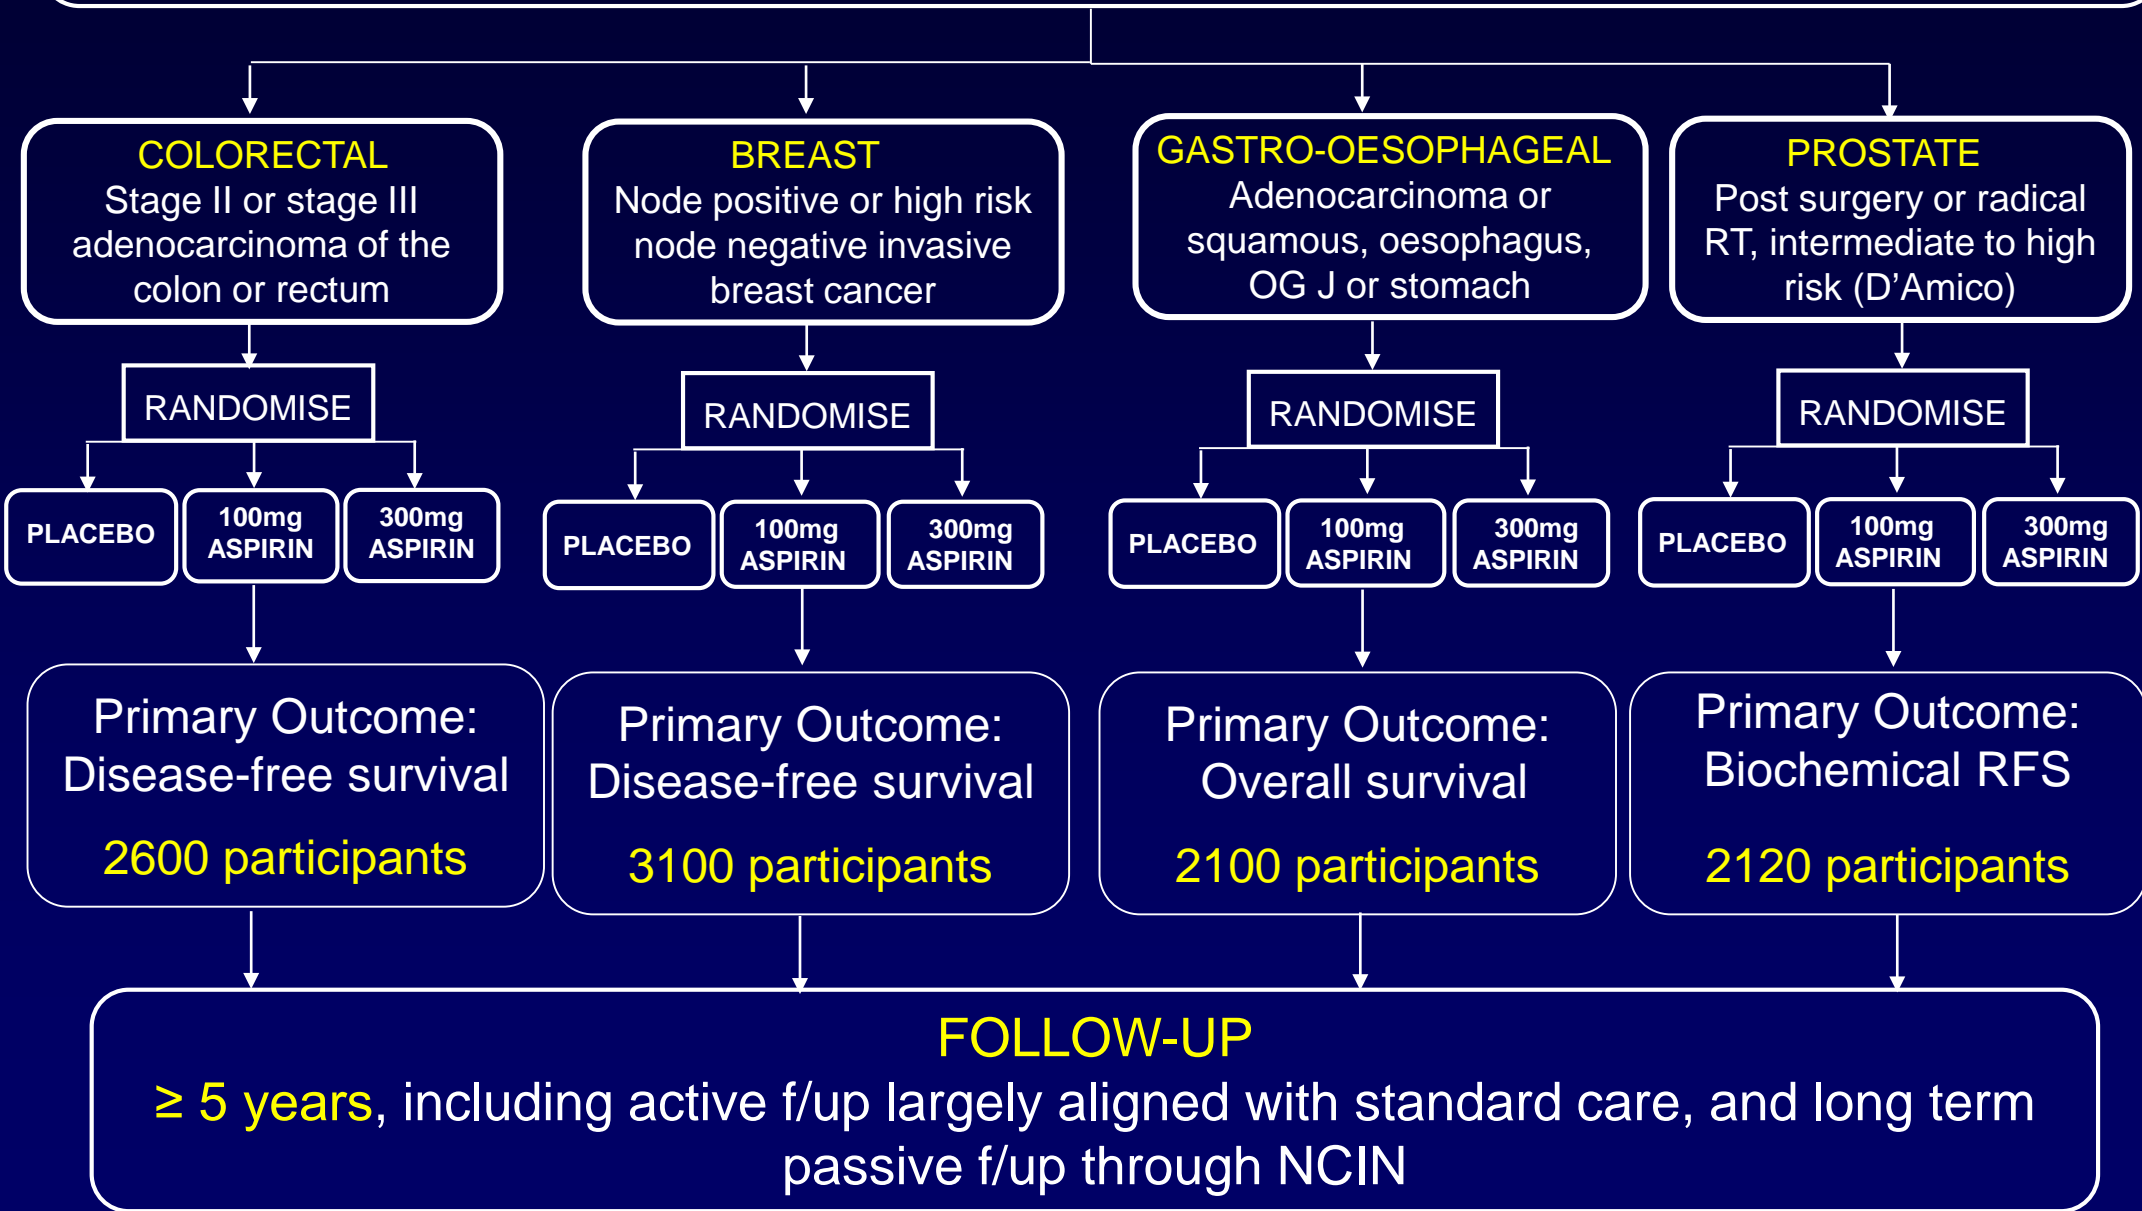 COLORECTAL
Stage II or stage III
adenocarcinoma of the
colon or rectum
BREAST
Node positive or high risk
node negative invasive
breast cancer
GASTRO-OESOPHAGEAL
Adenocarcinoma or
squamous, oesophagus,
OG J or stomach
PROSTATE
Post surgery or radical
RT, intermediate to high
risk (D’Amico)
RANDOMISE
RANDOMISE
RANDOMISE
RANDOMISE
PLACEBO
100mg
ASPIRIN
300mg
ASPIRIN
PLACEBO
100mg
ASPIRIN
300mg
ASPIRIN
PLACEBO
100mg
ASPIRIN
300mg
ASPIRIN
PLACEBO
100mg
ASPIRIN
300mg
ASPIRIN
Primary Outcome:
Disease-free survival
2600 participants
Primary Outcome:
Disease-free survival
3100 participants
Primary Outcome:
Overall survival
2100 participants
Primary Outcome:
Biochemical RFS
2120 participants
FOLLOW-UP
≥ 5 years, including active f/up largely aligned with standard care, and long term
passive f/up through NCIN